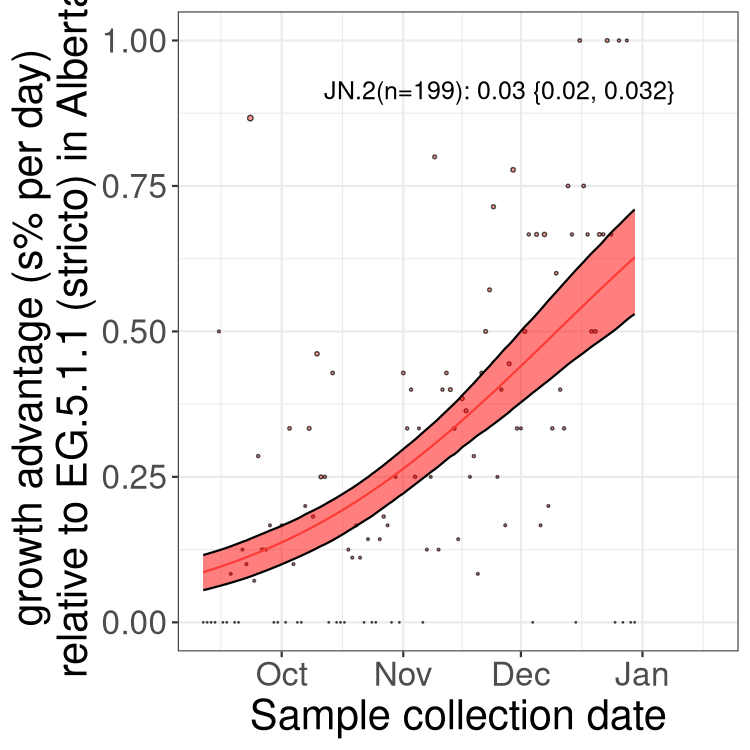 growth advantage (s% per day)
relative to EG.5.1.1 (stricto) in Alberta
1.00
0.75
0.50
0.25
0.00
JN.2(n=199): 0.03 {0.02, 0.032}
Oct Nov Dec Jan
Sample collection date